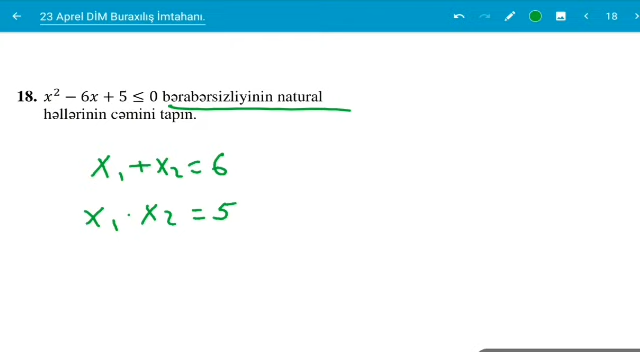 23 Aprel DİM Buraxılış İmtahanı.
18
18. x² − 6x + 5 ≤ 0 bərabərsizliyinin natural
həllərinin cəmini tapın.
x₁ + x₂ = 6
x₁ · x₂ = 5